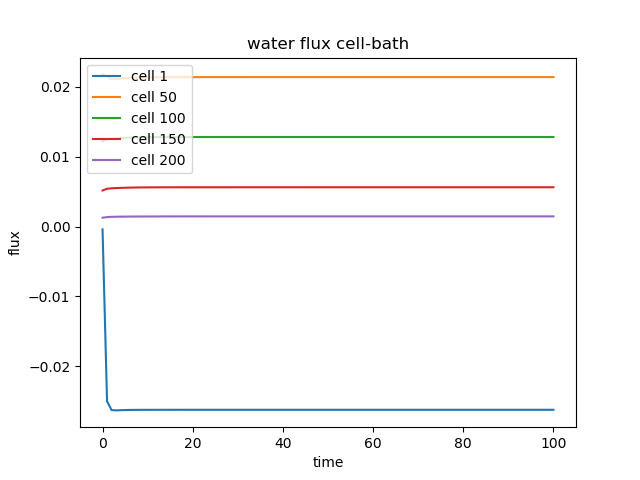 water flux cell-bath
cell 1
cell 50
cell 100
cell 150
cell 200
0.02
0.01
0.00
−0.01
−0.02
flux
0 20 40 60 80 100
time